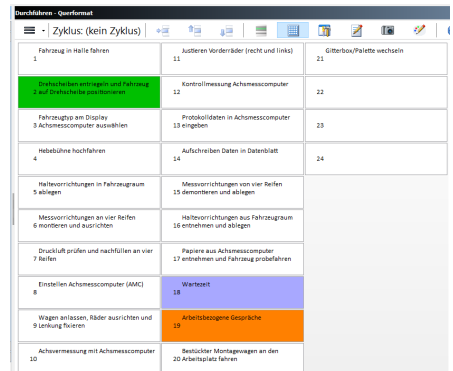 Durchführen - Querformat
Zyklus: (kein Zyklus)
Fahrzeug in Halle fahren
1
Drehscheiben entriegeln und Fahrzeug
2 auf Drehscheibe positionieren
Fahrzeugtyp am Display
3 Achsmesscomputer auswählen
Hebebühne hochfahren
4
Haltevorrichtungen in Fahrzeugraum
5 ablegen
Messvorrichtungen an vier Reifen
6 montieren und ausrichten
Druckluft prüfen und nachfüllen an vier
7 Reifen
Einstellen Achsmesscomputer (AMC)
8
Wagen anlassen, Räder ausrichten und
9 Lenkung fixieren
Achsvermessung mit Achsmesscomputer
10
Justieren Vorderräder (recht und links)
11
Kontrollmessung Achsmesscomputer
12
Protokolldaten in Achsmesscomputer
13 eingeben
Aufschreiben Daten in Datenblatt
14
Messvorrichtungen von vier Reifen
15 demontieren und ablegen
Haltevorrichtungen aus Fahrzeugraum
16 entnehmen und ablegen
Papiere aus Achsmesscomputer
17 entnehmen und Fahrzeug probefahren
Wartezeit
18
Arbeitsbezogene Gespräche
19
Bestückter Montagewagen an den
20 Arbeitsplatz fahren
Gitterbox/Palette wechseln
21
22
23
24